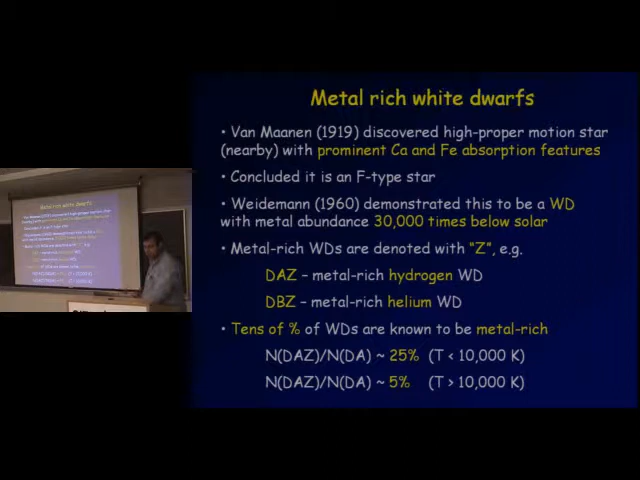 Metal rich white dwarfs
• Van Maanen (1919) discovered high-proper motion star
(nearby) with prominent Ca and Fe absorption features
• Concluded it is an F-type star
• Weidemann (1960) demonstrated this to be a WD
with metal abundance 30,000 times below solar
• Metal-rich WDs are denoted with "Z", e.g.
DAZ – metal-rich hydrogen WD
DBZ – metal-rich helium WD
• Tens of % of WDs are known to be metal-rich
N(DAZ)/N(DA) ~ 25% (T < 10,000 K)
N(DAZ)/N(DA) ~ 5% (T > 10,000 K)